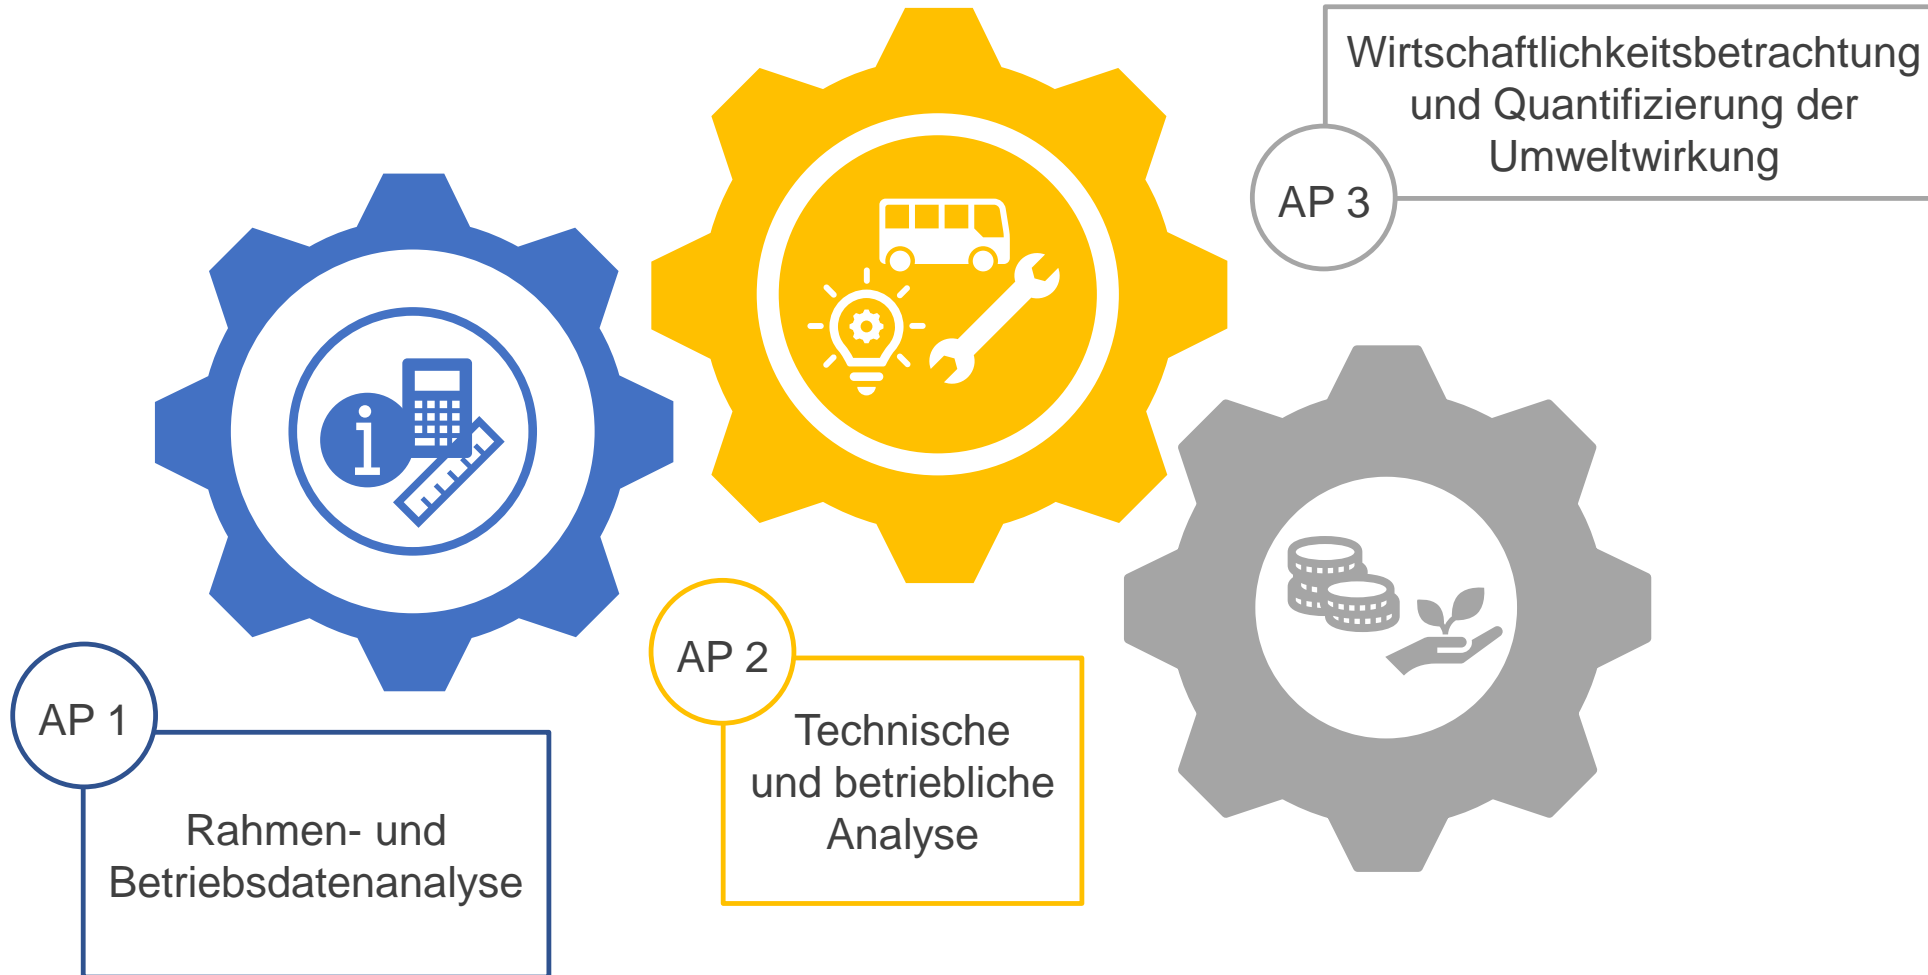 AP 1
Rahmen- und
Betriebsdatenanalyse
AP 2
Technische
und betriebliche
Analyse
AP 3
Wirtschaftlichkeitsbetrachtung
und Quantifizierung der
Umweltwirkung
i